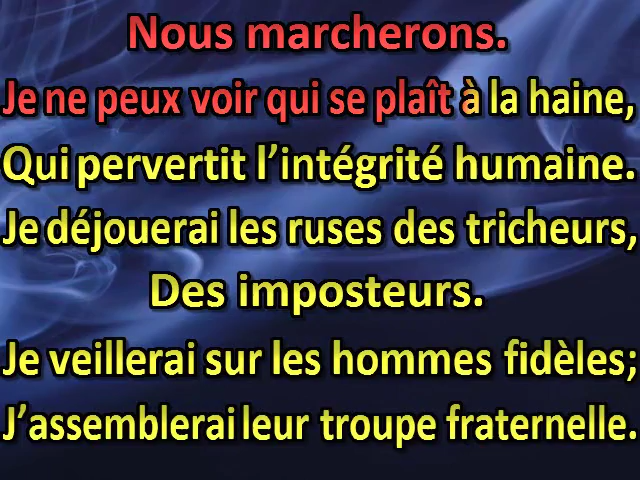 Nous marcherons.
Je ne peux voir qui se plaît à la haine,
Qui pervertit l’intégrité humaine.
Je déjouerai les ruses des tricheurs,
Des imposteurs.
Je veillerai sur les hommes fidèles;
J’assemblerai leur troupe fraternelle.